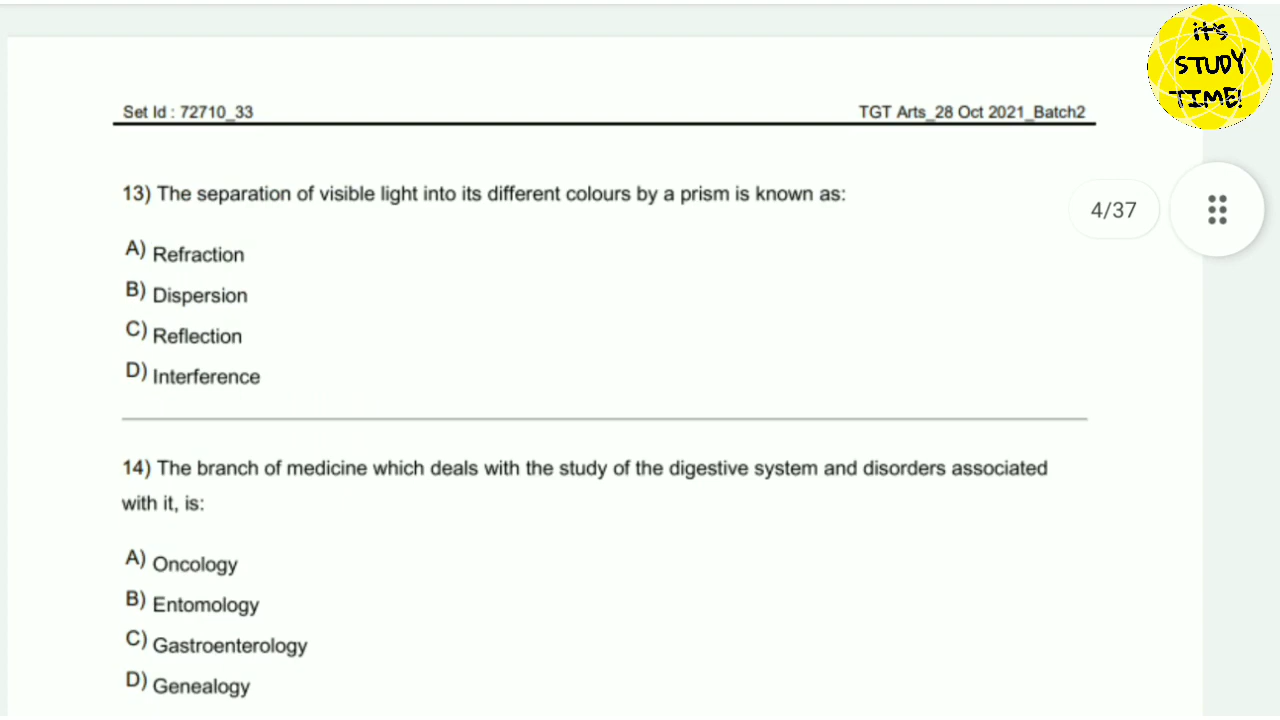 it's
STUDY
TIME!
Set Id : 72710_33 TGT Arts_28 Oct 2021_Batch2
4/37
13) The separation of visible light into its different colours by a prism is known as:
A) Refraction
B) Dispersion
C) Reflection
D) Interference
14) The branch of medicine which deals with the study of the digestive system and disorders associated
with it, is:
A) Oncology
B) Entomology
C) Gastroenterology
D) Genealogy